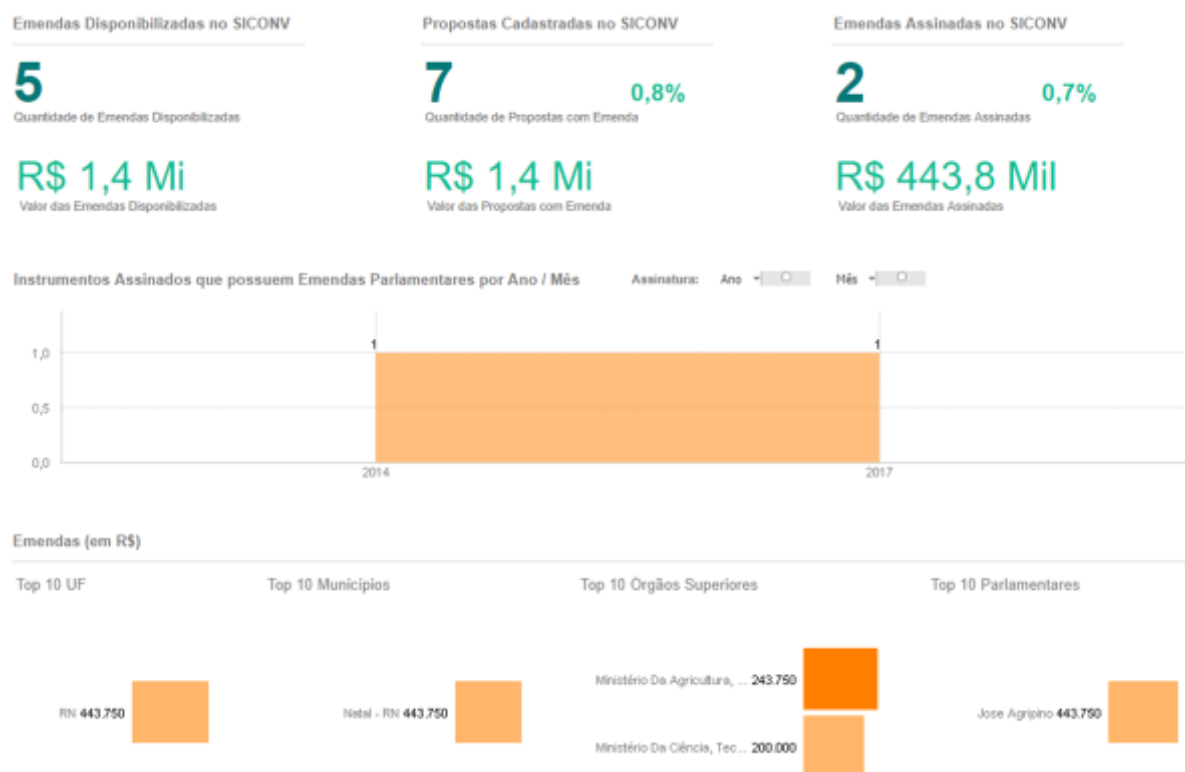 Emendas Disponibilizadas no SICONV
Propostas Cadastradas no SICONV
Emendas Assinadas no SICONV
5
7
0,8%
2
0,7%
Quantidade de Emendas Disponibilizadas
Quantidade de Propostas com Emenda
Quantidade de Emendas Assinadas
R$ 1,4 Mi
R$ 1,4 Mi
R$ 443,8 Mil
Valor das Emendas Disponibilizadas
Valor das Propostas com Emenda
Valor das Emendas Assinadas
Instrumentos Assinados que possuem Emendas Parlamentares por Ano / Mês
Assinatura: Ano Mês
1 1
1,0
0,5
0,0
2014 2017
Emendas (em R$)
Top 10 UF
Top 10 Municípios
Top 10 Orgãos Superiores
Top 10 Parlamentares
Ministério Da Agricultura, ... 243.750
RN 443.750
Natal - RN 443.750
Jose Agripino 443.750
Ministério Da Ciência, Tec... 200.000